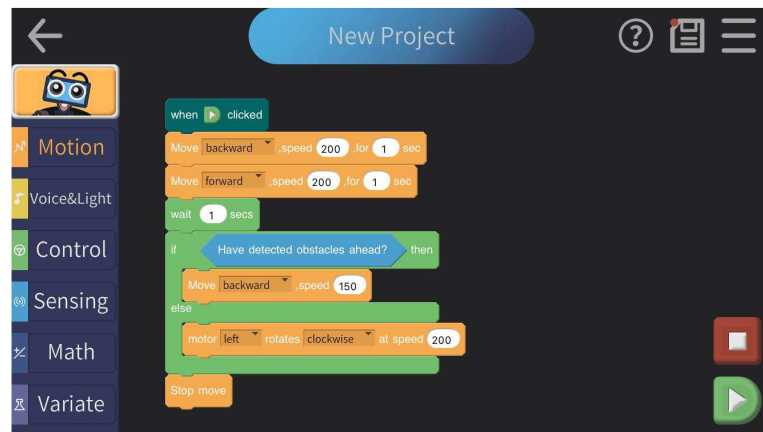 New Project
?
Motion
Voice&Light
Control
Sensing
Math
Variate
when clicked
Move backward ,speed 200 ,for 1 sec
Move forward ,speed 200 ,for 1 sec
wait 1 secs
if Have detected obstacles ahead? then
Move backward ,speed 150
else
motor left rotates clockwise at speed 200
Stop move